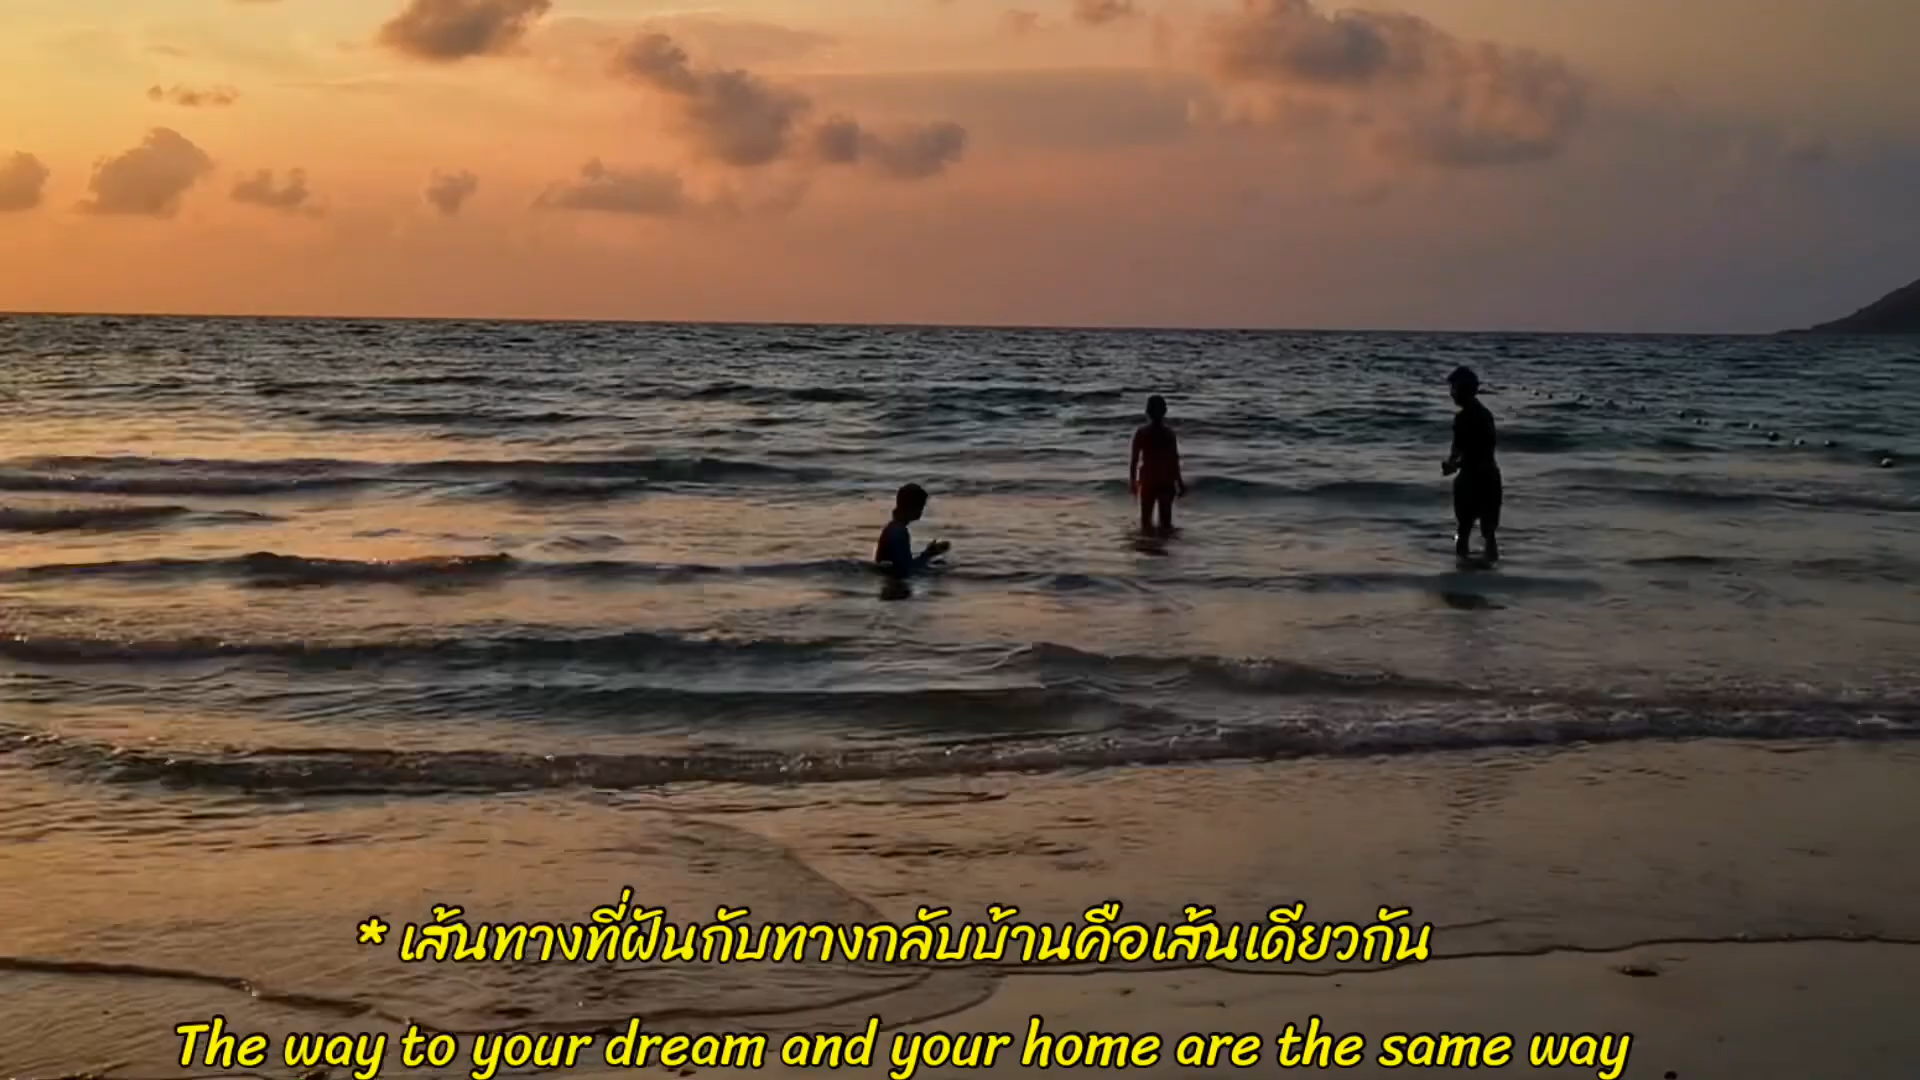 * เส้นทางที่ฝันกับทางกลับบ้านคือเส้นเดียวกัน
The way to your dream and your home are the same way